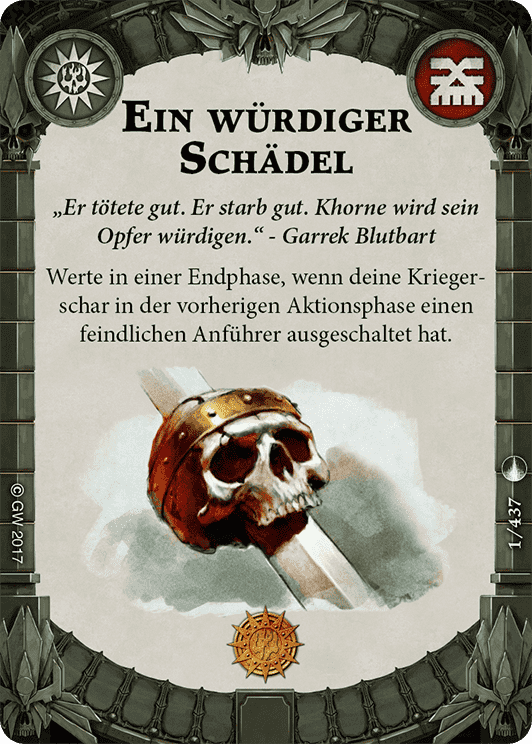 EIN WÜRDIGER
SCHÄDEL
„Er tötete gut. Er starb gut. Khorne wird sein
Opfer würdigen.“ - Garrek Blutbart
Werte in einer Endphase, wenn deine Krieger-
schar in der vorherigen Aktionsphase einen
feindlichen Anführer ausgeschaltet hat.
© GW 2017
1/437